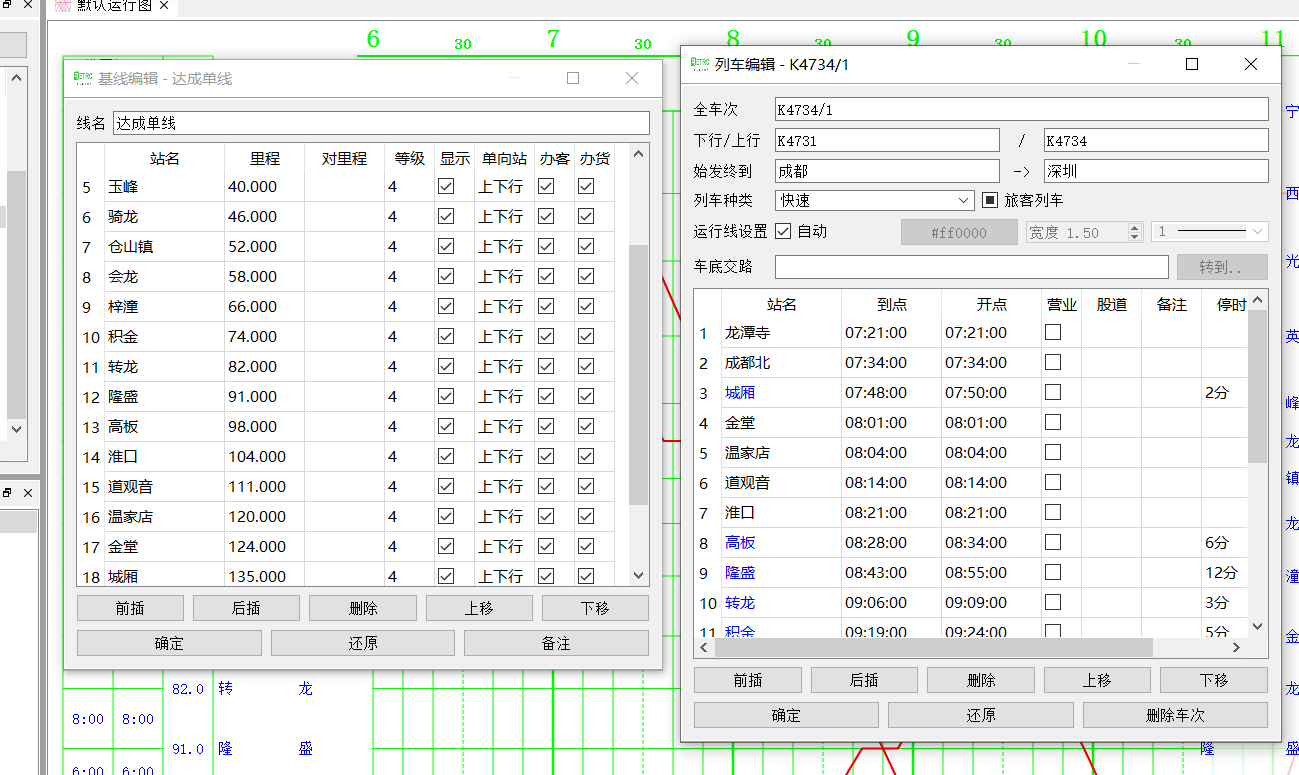 默认运行图
6 30 7 30 8 30 9 30 10 30 11
基线编辑 - 达成单线
线名 达成单线
站名 里程 对里程 等级 显示 单向站 办客 办货
5 玉峰 40.000 4 上下行
6 骑龙 46.000 4 上下行
7 仓山镇 52.000 4 上下行
8 会龙 58.000 4 上下行
9 梓潼 66.000 4 上下行
10 积金 74.000 4 上下行
11 转龙 82.000 4 上下行
12 隆盛 91.000 4 上下行
13 高板 98.000 4 上下行
14 淮口 104.000 4 上下行
15 道观音 111.000 4 上下行
16 温家店 120.000 4 上下行
17 金堂 124.000 4 上下行
18 城厢 135.000 4 上下行
前插 后插 删除 上移 下移
确定 还原 备注
82.0 转 龙
8:00 8:00
91.0 隆 盛
6:00 6:00
列车编辑 - K4734/1
全车次 K4734/1
下行/上行 K4731 / K4734
始发终到 成都 -> 深圳
列车种类 快速 旅客列车
运行线设置 自动 #ff0000 宽度 1.50 1
车底交路 转到..
站名 到点 开点 营业 股道 备注 停时
1 龙潭寺 07:21:00 07:21:00
2 成都北 07:34:00 07:34:00
3 城厢 07:48:00 07:50:00 2分
4 金堂 08:01:00 08:01:00
5 温家店 08:04:00 08:04:00
6 道观音 08:14:00 08:14:00
7 淮口 08:21:00 08:21:00
8 高板 08:28:00 08:34:00 6分
9 隆盛 08:43:00 08:55:00 12分
10 转龙 09:06:00 09:09:00 3分
11 积金 09:19:00 09:24:00 5分
前插 后插 删除 上移 下移
确定 还原 删除车次
宁
西
光
英
峰
龙
镇
龙
潼
金
龙
隆 盛